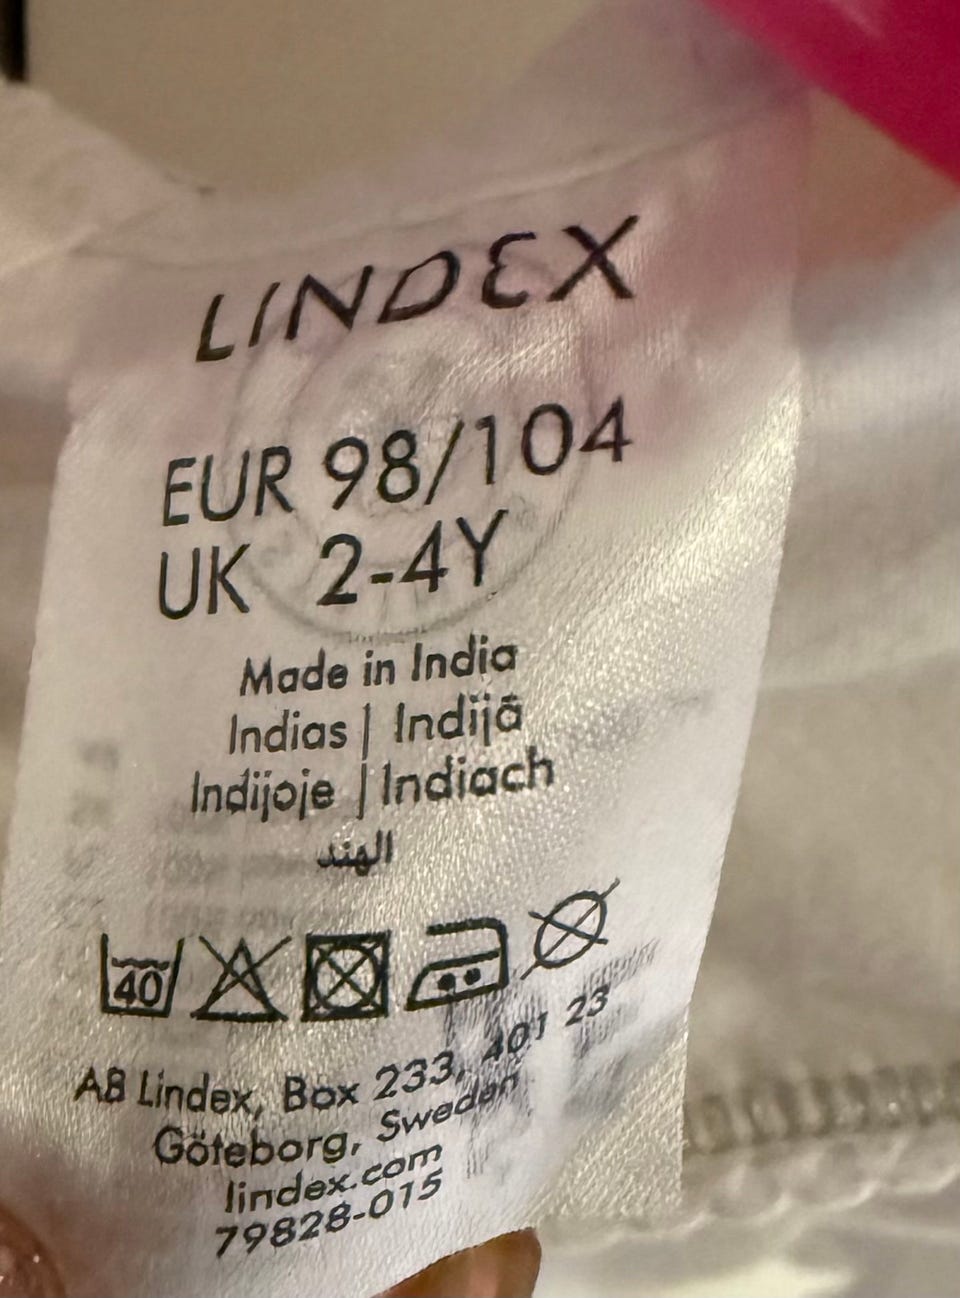 LINDEX
EUR 98/104
UK 2-4Y
Made in India
Indias | Indijā
Indijoje | Indiach
الهند
40
AB Lindex, Box 233, 401 23
Göteborg, Sweden
lindex.com
79828-015